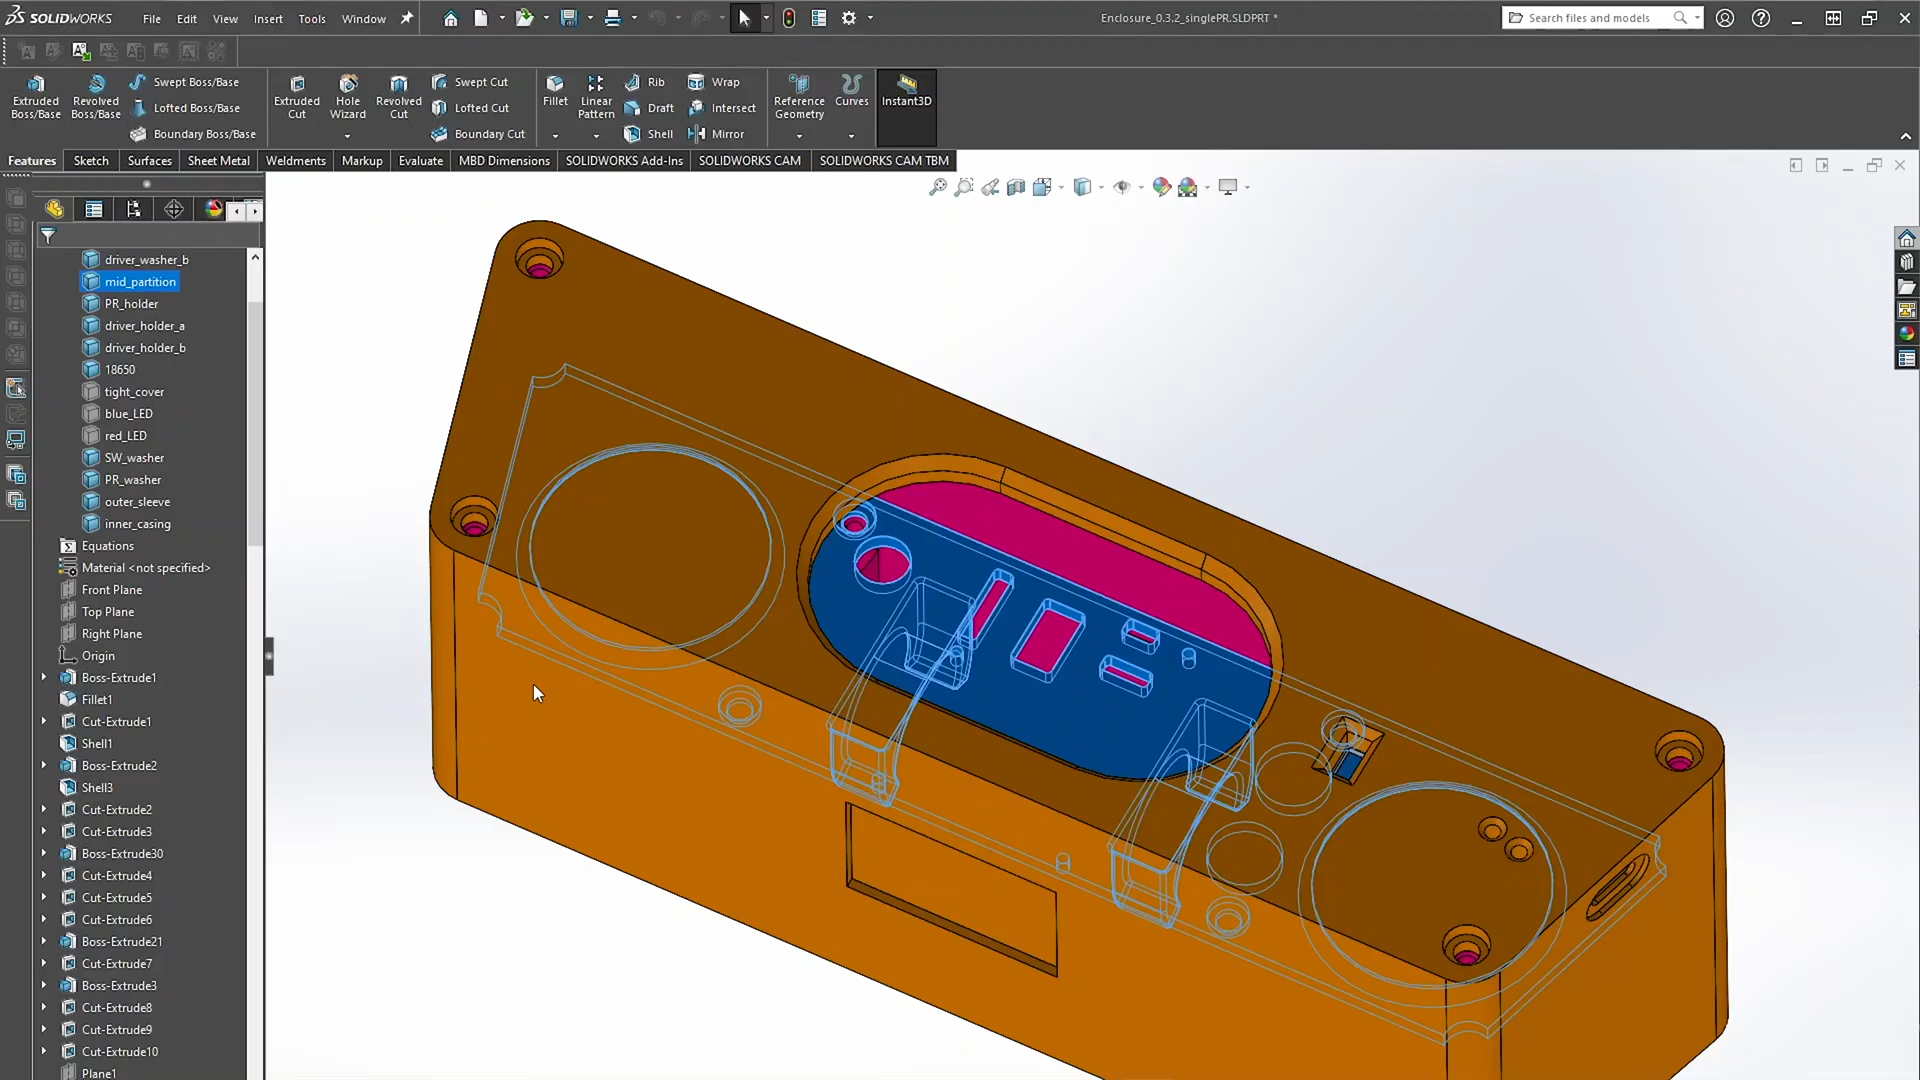 SOLIDWORKS File Edit View Insert Tools Window
Enclosure_0.3.2_singlePR.SLDPRT *
Search files and models
Extruded Boss/Base
Revolved Boss/Base
Swept Boss/Base
Lofted Boss/Base
Boundary Boss/Base
Extruded Cut
Hole Wizard
Revolved Cut
Swept Cut
Lofted Cut
Boundary Cut
Fillet
Linear Pattern
Rib
Draft
Shell
Wrap
Intersect
Mirror
Reference Geometry
Curves
Instant3D
Features Sketch Surfaces Sheet Metal Weldments Markup Evaluate MBD Dimensions SOLIDWORKS Add-Ins SOLIDWORKS CAM SOLIDWORKS CAM TBM
driver_washer_b
mid_partition
PR_holder
driver_holder_a
driver_holder_b
18650
tight_cover
blue_LED
red_LED
SW_washer
PR_washer
outer_sleeve
inner_casing
Equations
Material <not specified>
Front Plane
Top Plane
Right Plane
Origin
Boss-Extrude1
Fillet1
Cut-Extrude1
Shell1
Boss-Extrude2
Shell3
Cut-Extrude2
Cut-Extrude3
Boss-Extrude30
Cut-Extrude4
Cut-Extrude5
Cut-Extrude6
Boss-Extrude21
Cut-Extrude7
Boss-Extrude3
Cut-Extrude8
Cut-Extrude9
Cut-Extrude10
Plane1